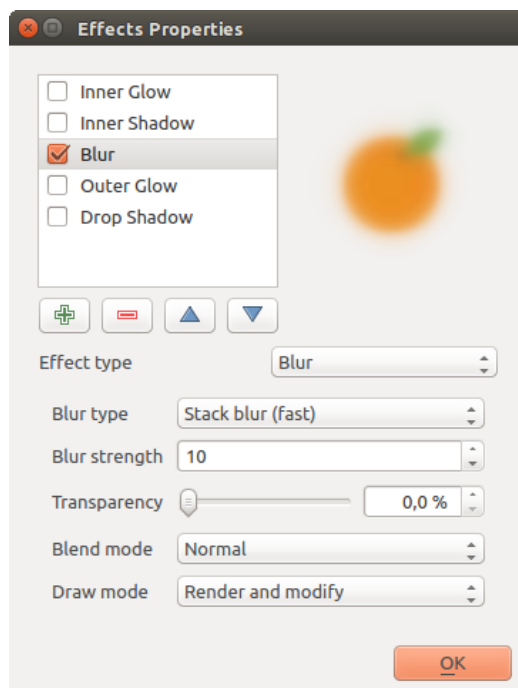 Effects Properties
Inner Glow
Inner Shadow
Blur
Outer Glow
Drop Shadow
Effect type Blur
Blur type Stack blur (fast)
Blur strength 10
Transparency 0,0 %
Blend mode Normal
Draw mode Render and modify
OK